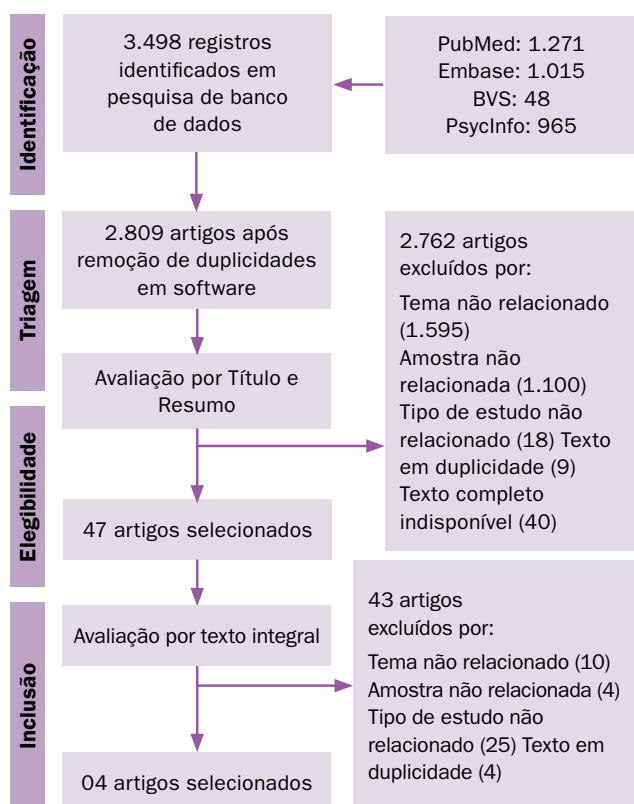 Identificação
3.498 registros
identificados em
pesquisa de banco
de dados
PubMed: 1.271
Embase: 1.015
BVS: 48
PsycInfo: 965
Triagem
2.809 artigos após
remoção de duplicidades
em software
Avaliação por Título e
Resumo
2.762 artigos
excluídos por:
Tema não relacionado
(1.595)
Amostra não
relacionada (1.100)
Tipo de estudo não
relacionado (18) Texto
em duplicidade (9)
Texto completo
indisponível (40)
Elegibilidade
47 artigos selecionados
Avaliação por texto integral
43 artigos
excluídos por:
Tema não relacionado (10)
Amostra não relacionada (4)
Tipo de estudo não
relacionado (25) Texto em
duplicidade (4)
Inclusão
04 artigos selecionados